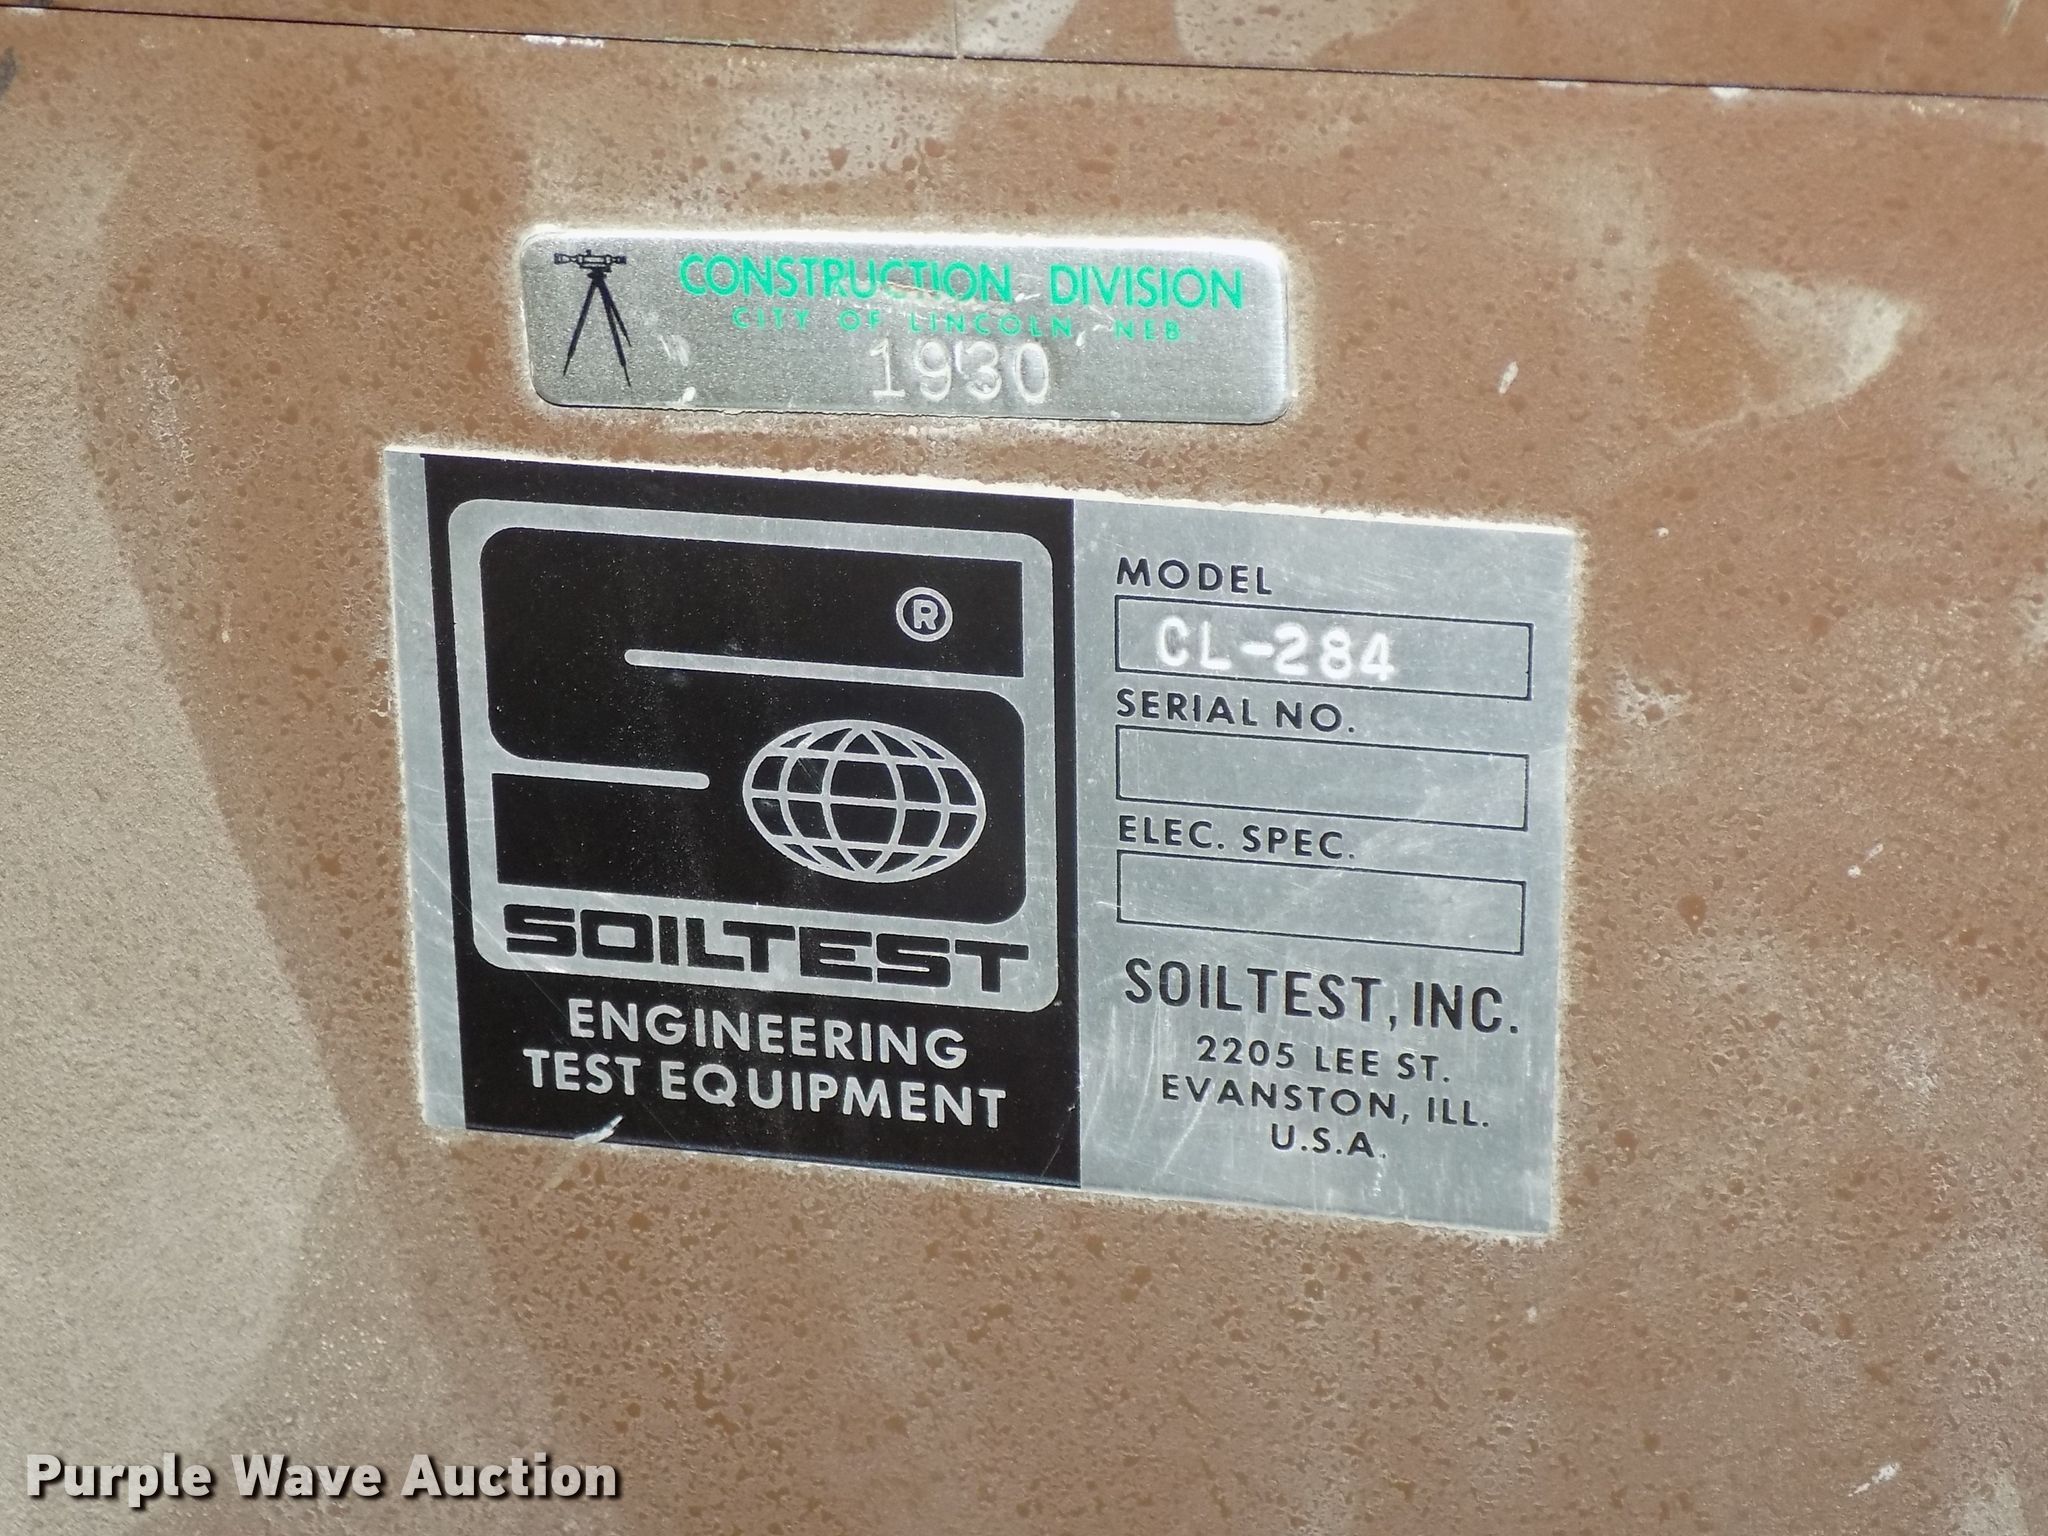 CONSTRUCTION DIVISION
CITY OF LINCOLN, NEB.
1930
®
SOILTEST
ENGINEERING
TEST EQUIPMENT
MODEL
CL-284
SERIAL NO.
ELEC. SPEC.
SOILTEST, INC.
2205 LEE ST.
EVANSTON, ILL.
U.S.A.
Purple Wave Auction